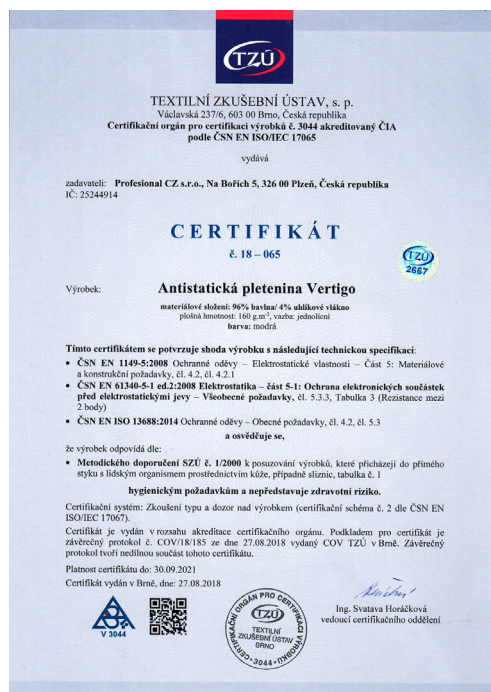 TZÚ
TEXTILNÍ ZKUŠEBNÍ ÚSTAV, s. p.
Václavská 237/6, 603 00 Brno, Česká republika
Certifikační orgán pro certifikaci výrobků č. 3044 akreditovaný ČIA
podle ČSN EN ISO/IEC 17065
vydává
zadavateli: Profesional CZ s.r.o., Na Bořích 5, 326 00 Plzeň, Česká republika
IČ: 25244914
CERTIFIKÁT
č. 18 – 065
TZÚ
2667
Výrobek: Antistatická pletenina Vertigo
materiálové složení: 96% bavlna/ 4% uhlíkové vlákno
plošná hmotnost: 160 g.m-2, vazba: jednolícní
barva: modrá
Tímto certifikátem se potvrzuje shoda výrobku s následující technickou specifikací:
• ČSN EN 1149-5:2008 Ochranné oděvy – Elektrostatické vlastnosti – Část 5: Materiálové
a konstrukční požadavky, čl. 4.2, čl. 4.2.1
• ČSN EN 61340-5-1 ed.2:2008 Elektrostatika – část 5-1: Ochrana elektronických součástek
před elektrostatickými jevy – Všeobecné požadavky, čl. 5.3.3, Tabulka 3 (Rezistance mezi
2 body)
• ČSN EN ISO 13688:2014 Ochranné oděvy – Obecné požadavky, čl. 4.2, čl. 5.3
a osvědčuje se,
že výrobek odpovídá dle:
• Metodického doporučení SZÚ č. 1/2000 k posuzování výrobků, které přicházejí do přímého
styku s lidským organismem prostřednictvím kůže, případně sliznic, tabulka č. 1
hygienickým požadavkům a nepředstavuje zdravotní riziko.
Certifikační systém: Zkoušení typu a dozor nad výrobkem (certifikační schéma č. 2 dle ČSN EN
ISO/IEC 17067).
Certifikát je vydán v rozsahu akreditace certifikačního orgánu. Podkladem pro certifikát je
závěrečný protokol č. COV/18/185 ze dne 27.08.2018 vydaný COV TZÚ v Brně. Závěrečný
protokol tvoří nedílnou součást tohoto certifikátu.
Platnost certifikátu do: 30.09.2021
Certifikát vydán v Brně, dne: 27.08.2018
V 3044
CERTIFIKAČNÍ ORGÁN PRO CERTIFIKACI VÝROBKŮ
TZÚ
TEXTILNÍ
ZKUŠEBNÍ ÚSTAV
BRNO
• 3044 •
Ing. Svatava Horáčková
vedoucí certifikačního oddělení